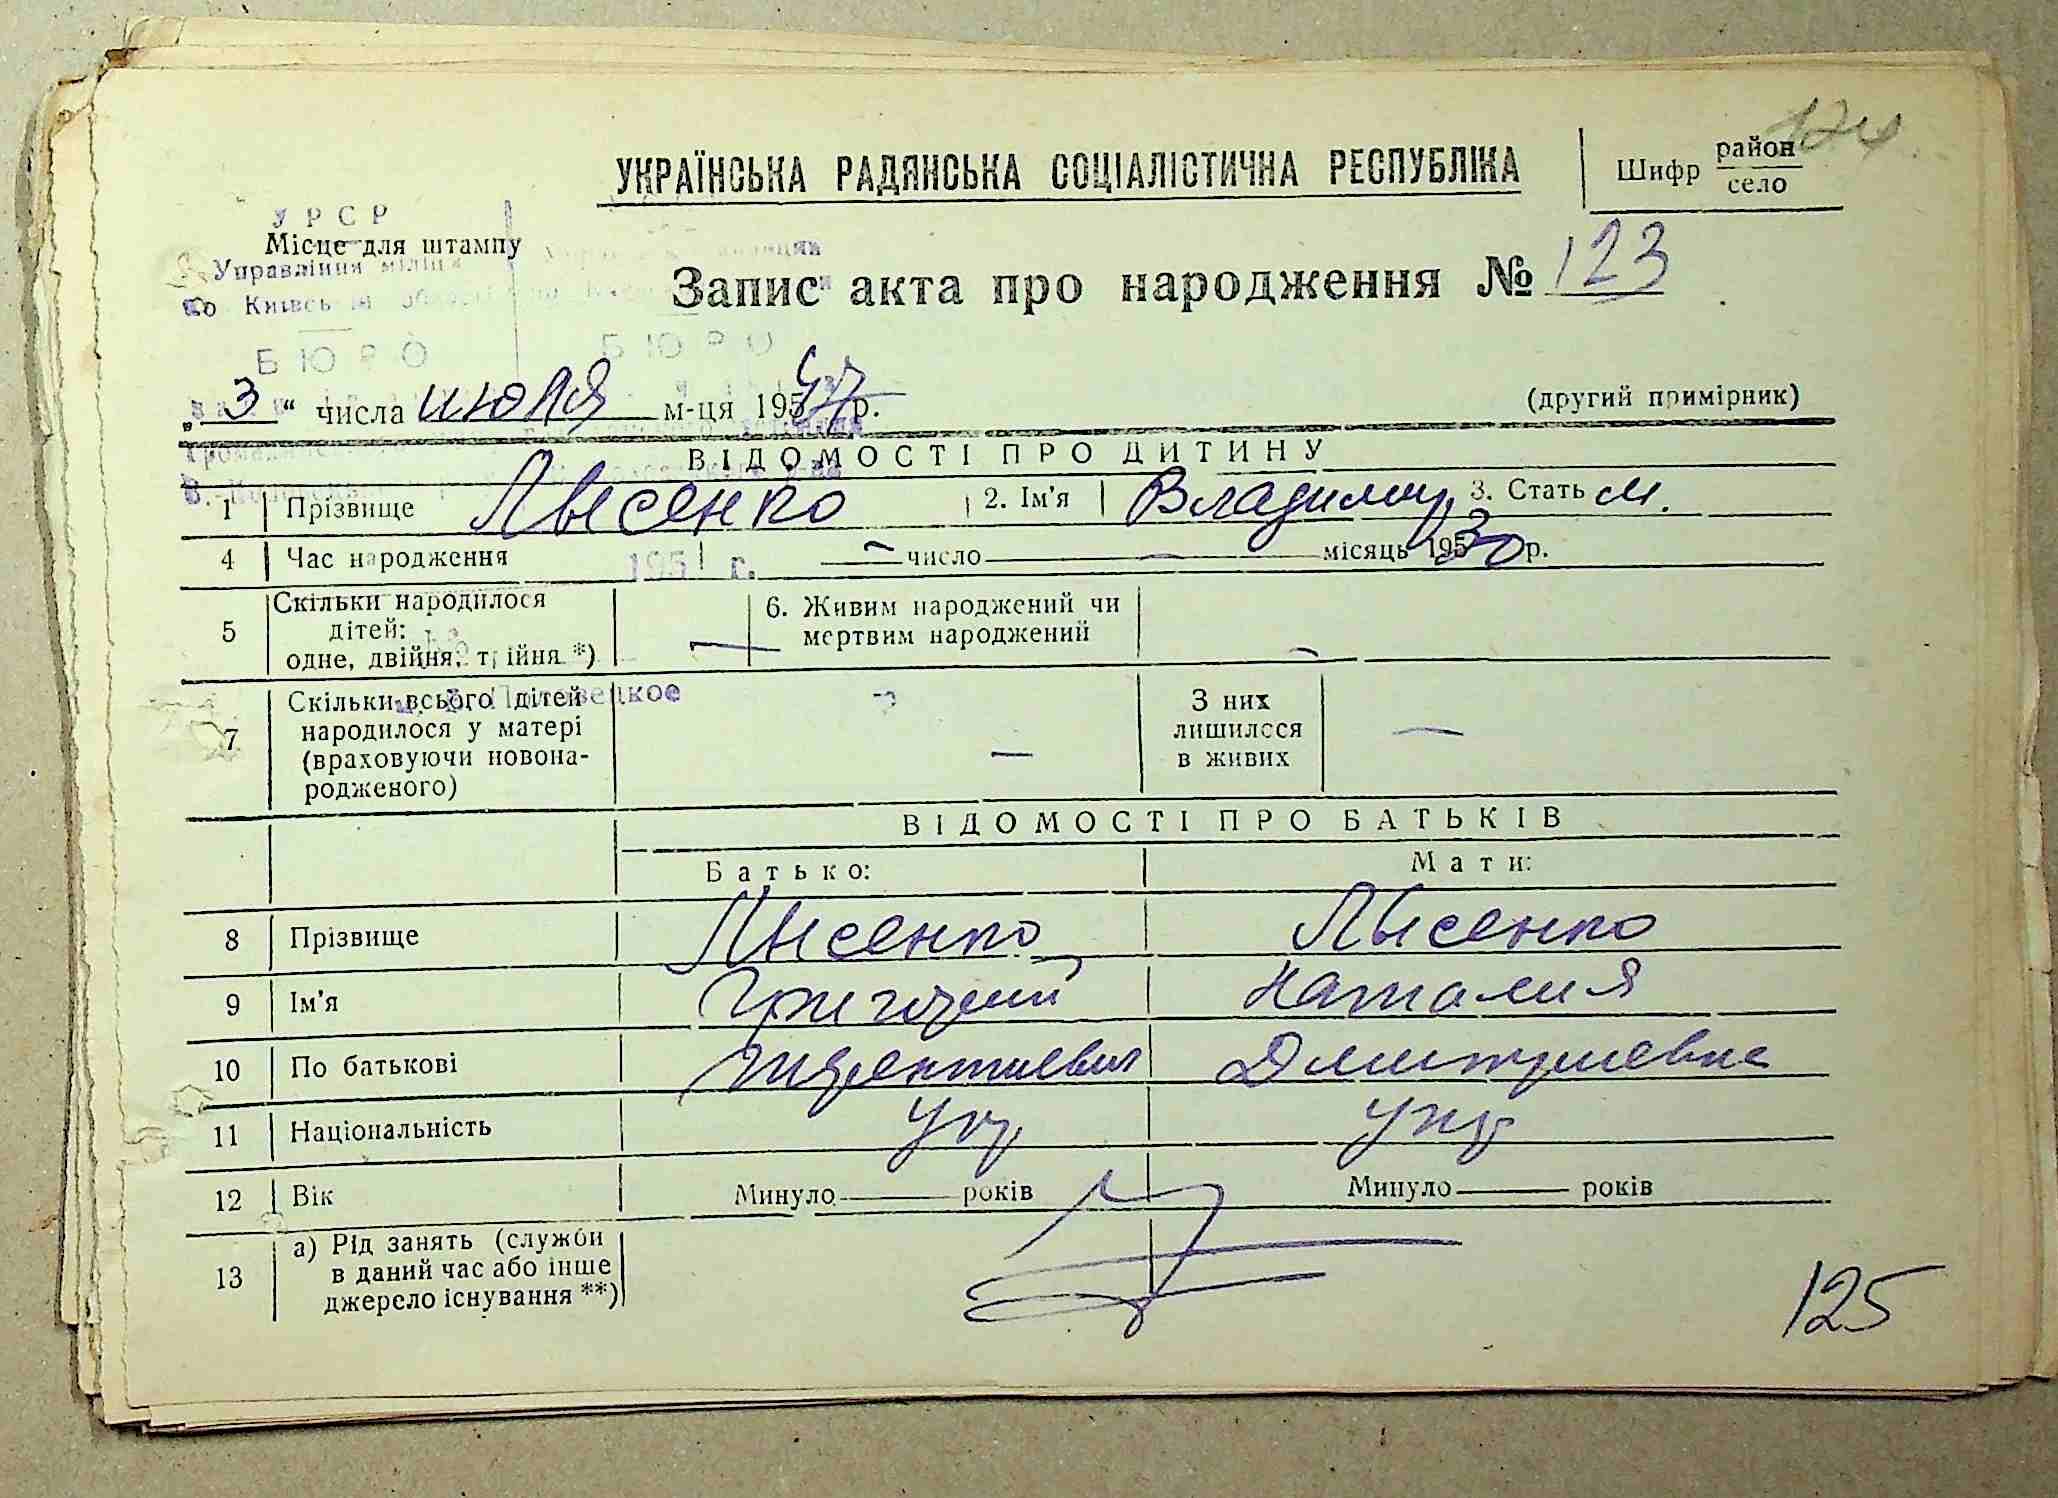 124
УКРАЇНСЬКА РАДЯНСЬКА СОЦІАЛІСТИЧНА РЕСПУБЛІКА
Шифр район
село
УРСР
Місце для штампу
Управління міліції
по Київській області
Запис акта про народження № 123
БЮРО БЮРО
„3“ числа июля м-ця 1957 р. (другий примірник)
ВІДОМОСТІ ПРО ДИТИНУ
1 Прізвище Лысенко 2. Ім'я Владимир 3. Стать м.
4 Час народження 195 г. — число — місяць 1930 р.
5 Скільки народилося
дітей:
одне, двійня, трійня *) —
6. Живим народжений чи
мертвим народжений —
7 Скільки всього дітей
народилося у матері
(враховуючи новона-
родженого) —
З них
лишилося
в живих —
ВІДОМОСТІ ПРО БАТЬКІВ
Батько: Мати:
8 Прізвище Лысенко Лысенко
9 Ім'я Григорий Наталия
10 По батькові Терентиевич Дмитриевна
11 Національність Укр Укр
12 Вік Минуло — років Минуло — років
13 а) Рід занять (служби
в даний час або інше
джерело існування **)
125